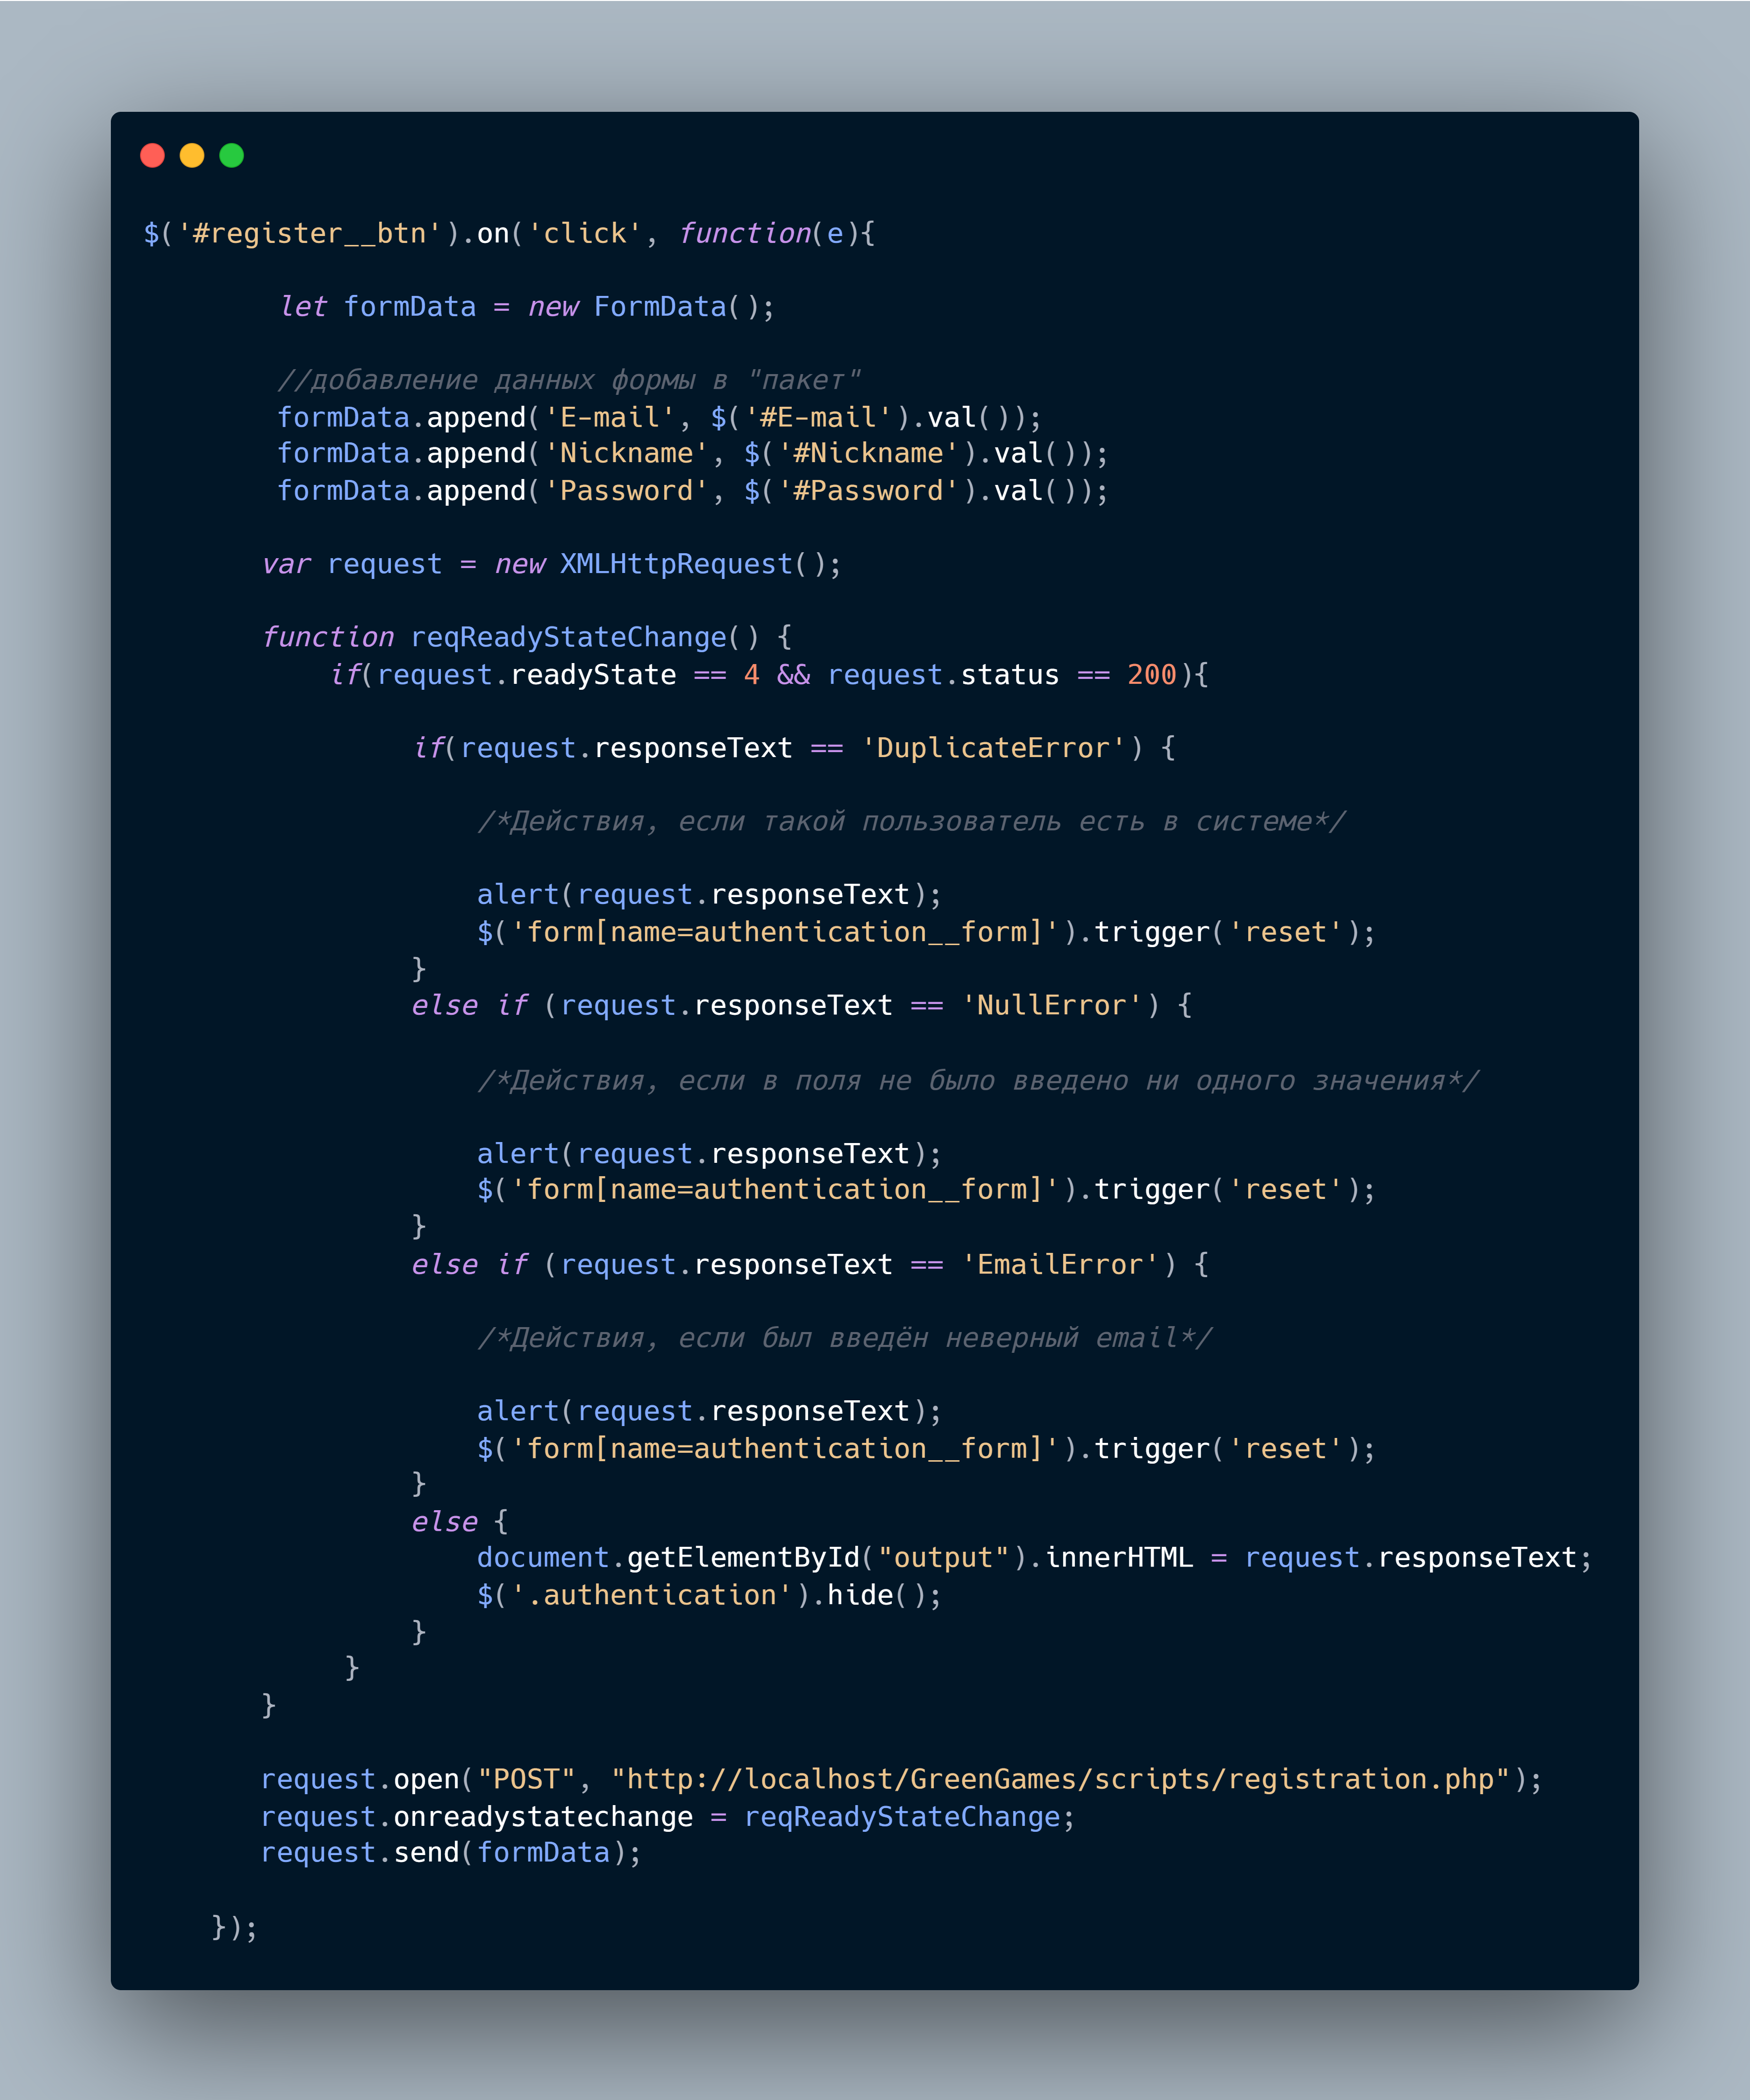 $('#register__btn').on('click', function(e){
let formData = new FormData();
//добавление данных формы в "пакет"
formData.append('E-mail', $('#E-mail').val());
formData.append('Nickname', $('#Nickname').val());
formData.append('Password', $('#Password').val());
var request = new XMLHttpRequest();
function reqReadyStateChange() {
if(request.readyState == 4 && request.status == 200){
if(request.responseText == 'DuplicateError') {
/*Действия, если такой пользователь есть в системе*/
alert(request.responseText);
$('form[name=authentication__form]').trigger('reset');
}
else if (request.responseText == 'NullError') {
/*Действия, если в поля не было введено ни одного значения*/
alert(request.responseText);
$('form[name=authentication__form]').trigger('reset');
}
else if (request.responseText == 'EmailError') {
/*Действия, если был введён неверный email*/
alert(request.responseText);
$('form[name=authentication__form]').trigger('reset');
}
else {
document.getElementById("output").innerHTML = request.responseText;
$('.authentication').hide();
}
}
}
request.open("POST", "http://localhost/GreenGames/scripts/registration.php");
request.onreadystatechange = reqReadyStateChange;
request.send(formData);
});